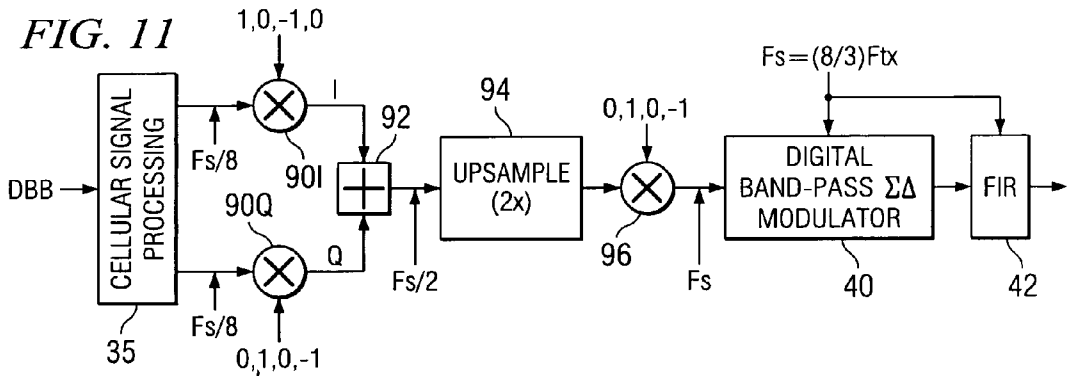 FIG. 11
1,0,-1,0
Fs=(8/3)Ftx
CELLULAR SIGNAL
PROCESSING
35
DBB
Fs/8
90I
I
92
94
UPSAMPLE
(2x)
0,1,0,-1
96
DIGITAL
BAND-PASS ΣΔ
MODULATOR
40
FIR
42
90Q
Q
Fs/8
Fs/2
Fs
0,1,0,-1